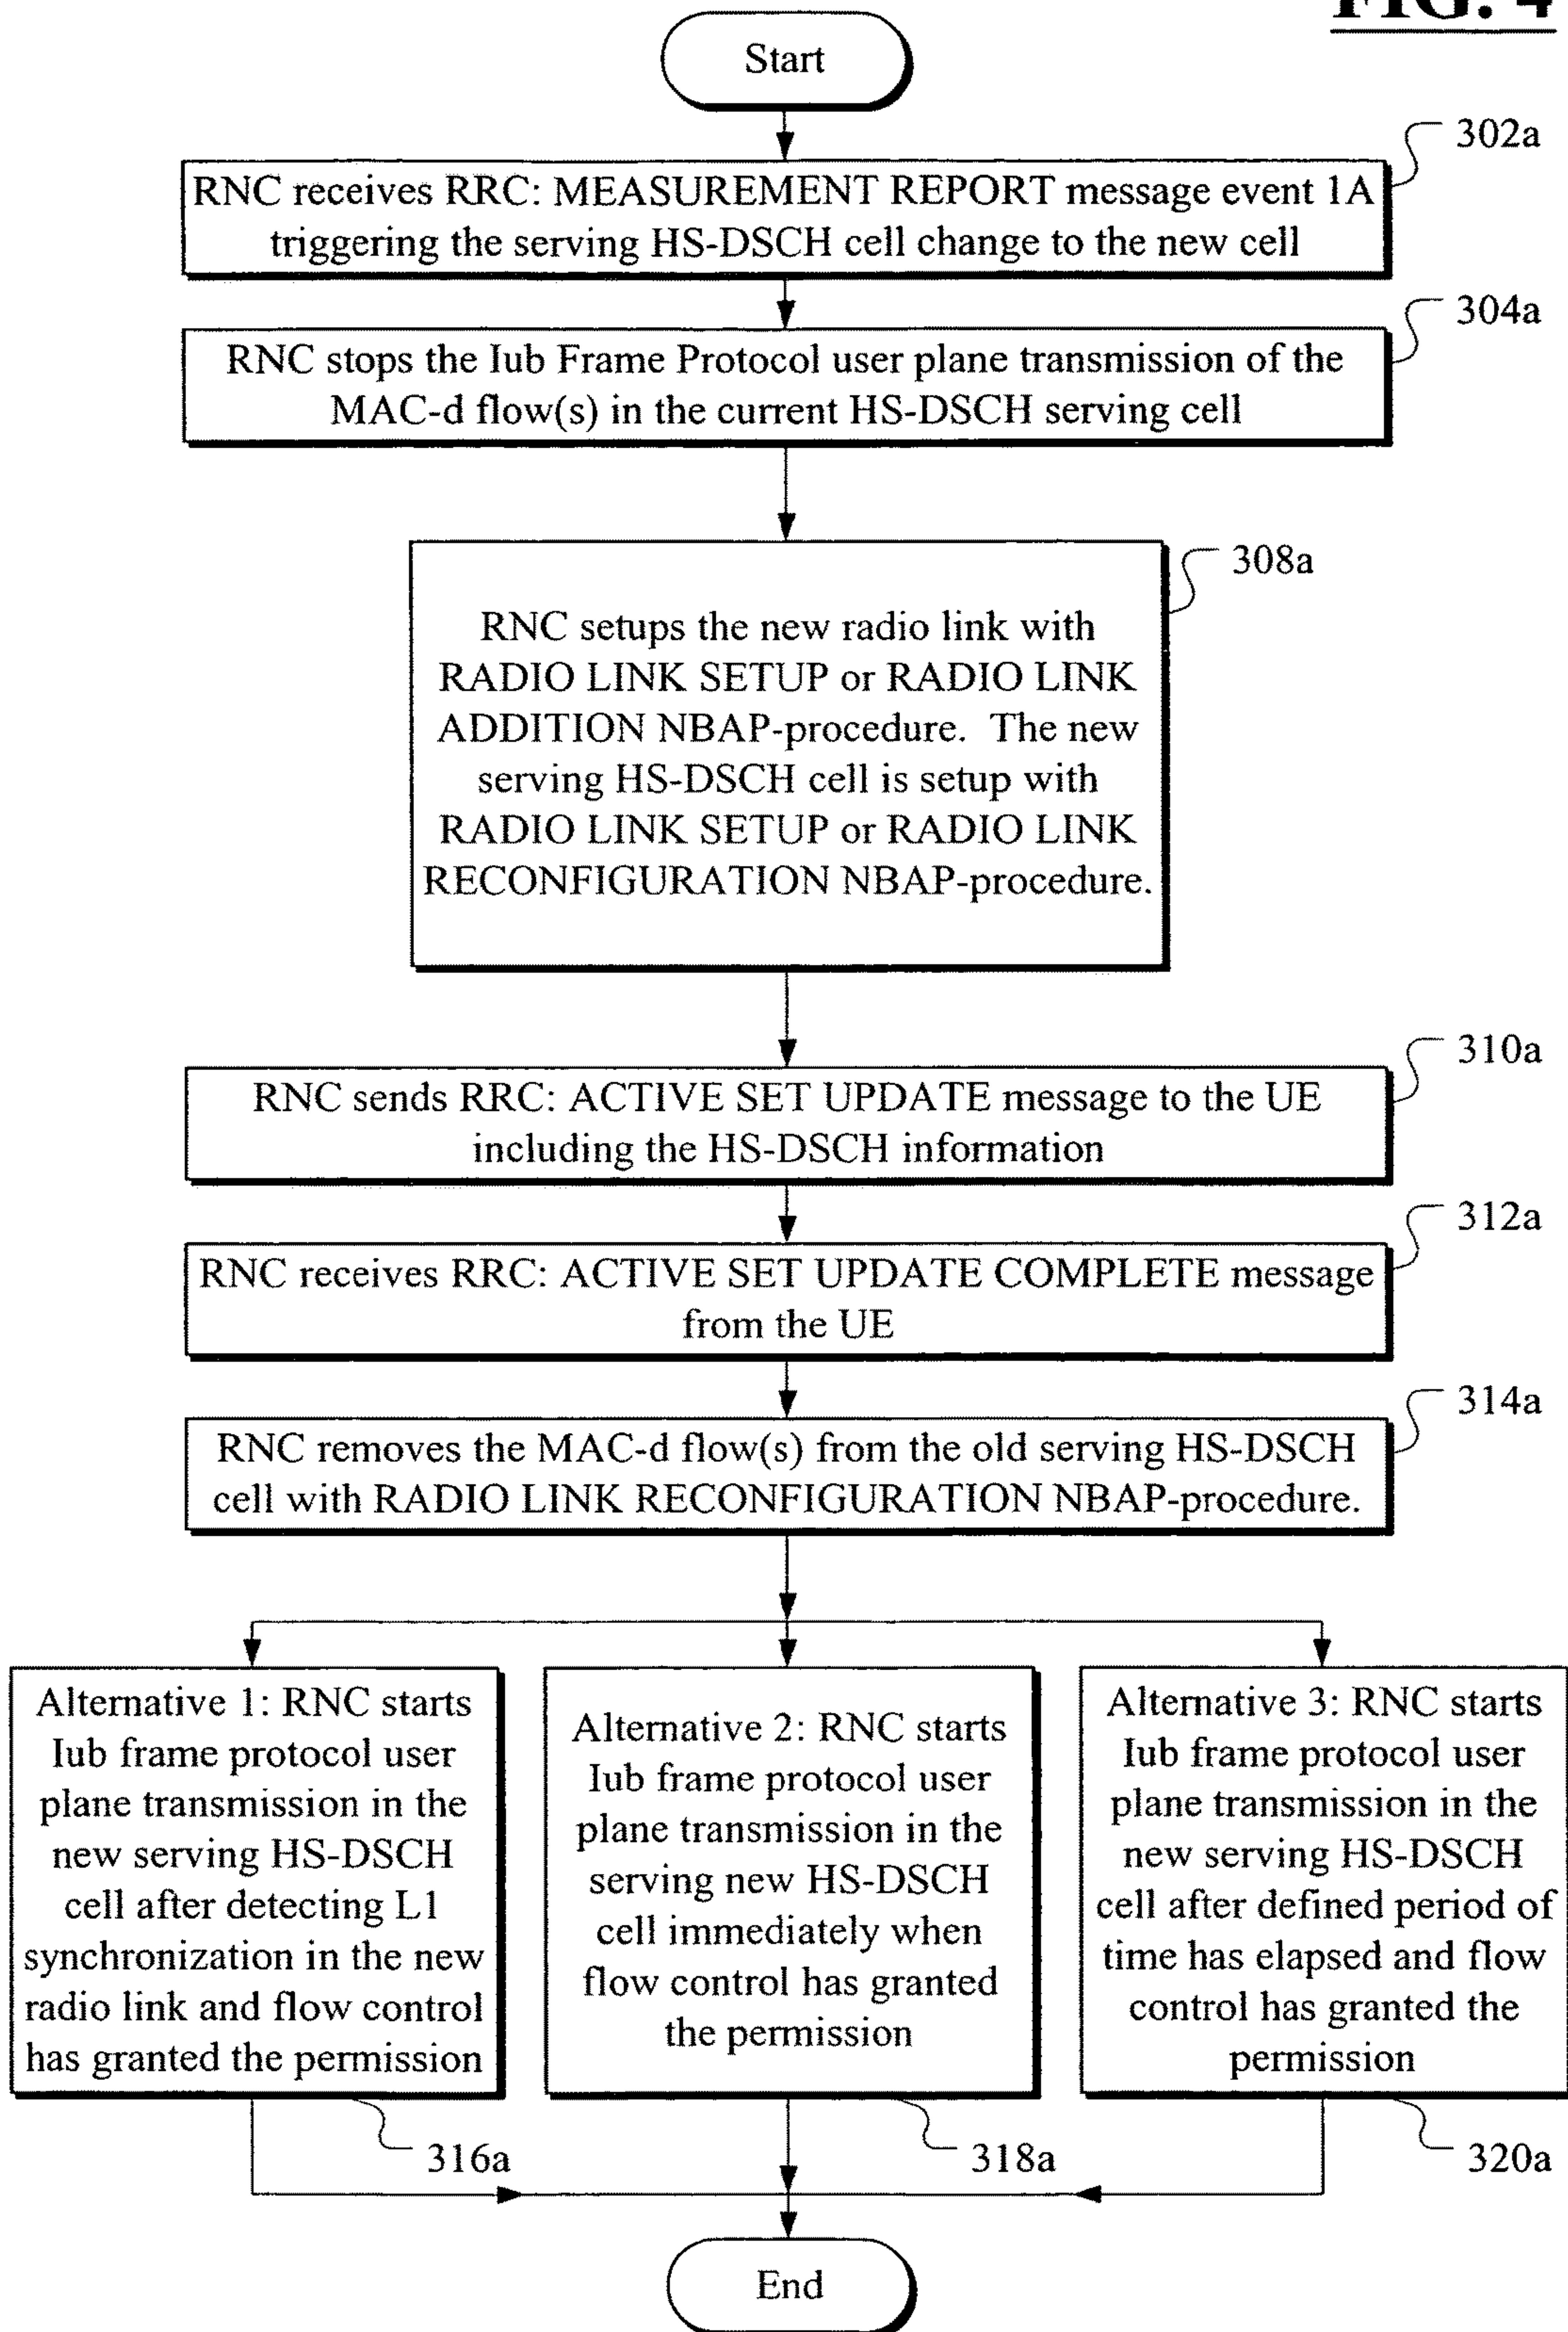 FIG. 4
Start
302a
RNC receives RRC: MEASUREMENT REPORT message event 1A
triggering the serving HS-DSCH cell change to the new cell
304a
RNC stops the Iub Frame Protocol user plane transmission of the
MAC-d flow(s) in the current HS-DSCH serving cell
308a
RNC setups the new radio link with
RADIO LINK SETUP or RADIO LINK
ADDITION NBAP-procedure. The new
serving HS-DSCH cell is setup with
RADIO LINK SETUP or RADIO LINK
RECONFIGURATION NBAP-procedure.
310a
RNC sends RRC: ACTIVE SET UPDATE message to the UE
including the HS-DSCH information
312a
RNC receives RRC: ACTIVE SET UPDATE COMPLETE message
from the UE
314a
RNC removes the MAC-d flow(s) from the old serving HS-DSCH
cell with RADIO LINK RECONFIGURATION NBAP-procedure.
Alternative 1: RNC starts
Iub frame protocol user
plane transmission in the
new serving HS-DSCH
cell after detecting L1
synchronization in the new
radio link and flow control
has granted the permission
316a
Alternative 2: RNC starts
Iub frame protocol user
plane transmission in the
serving new HS-DSCH
cell immediately when
flow control has granted
the permission
318a
Alternative 3: RNC starts
Iub frame protocol user
plane transmission in the
new serving HS-DSCH
cell after defined period of
time has elapsed and flow
control has granted the
permission
320a
End